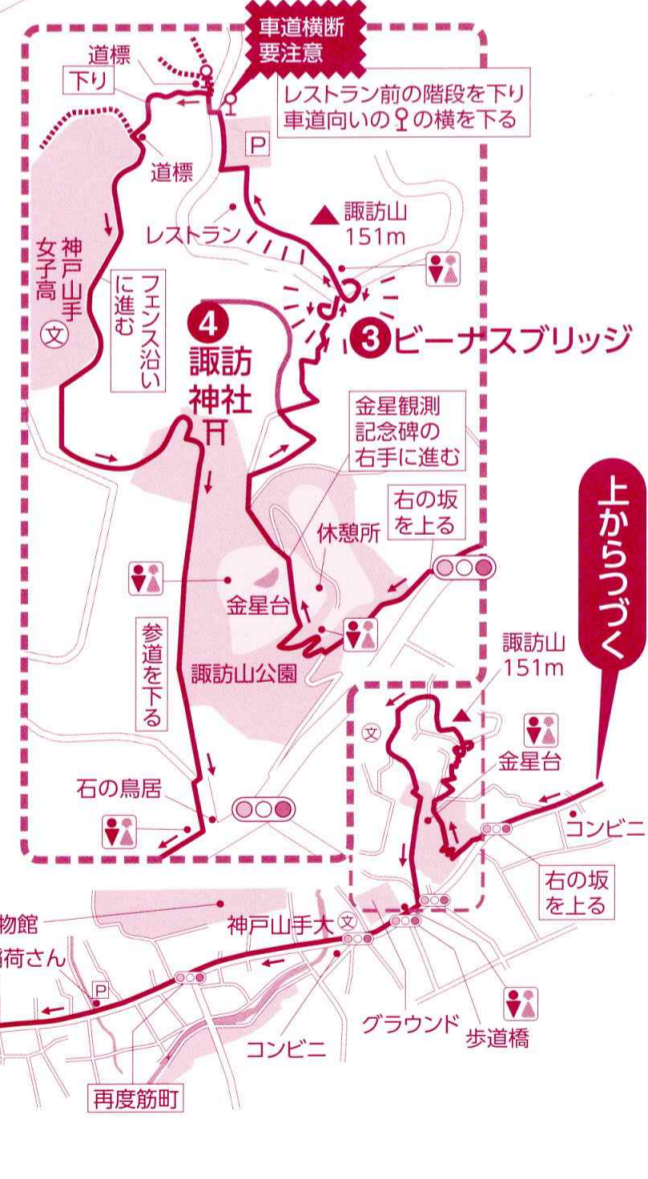 車道横断
要注意
道標
下り
レストラン前の階段を下り
車道向いの の横を下る
P
道標
レストラン
諏訪山
151m
神戸山手
女子高
文
フェンス沿い
に進む
4
諏訪
神社
3 ビーナスブリッジ
金星観測
記念碑の
右手に進む
右の坂
を上る
休憩所
上からつづく
金星台
参道を下る
諏訪山公園
諏訪山
151m
文
金星台
石の鳥居
コンビニ
右の坂
を上る
物館
神戸山手大 文
荷さん
P
グラウンド
歩道橋
コンビニ
再度筋町